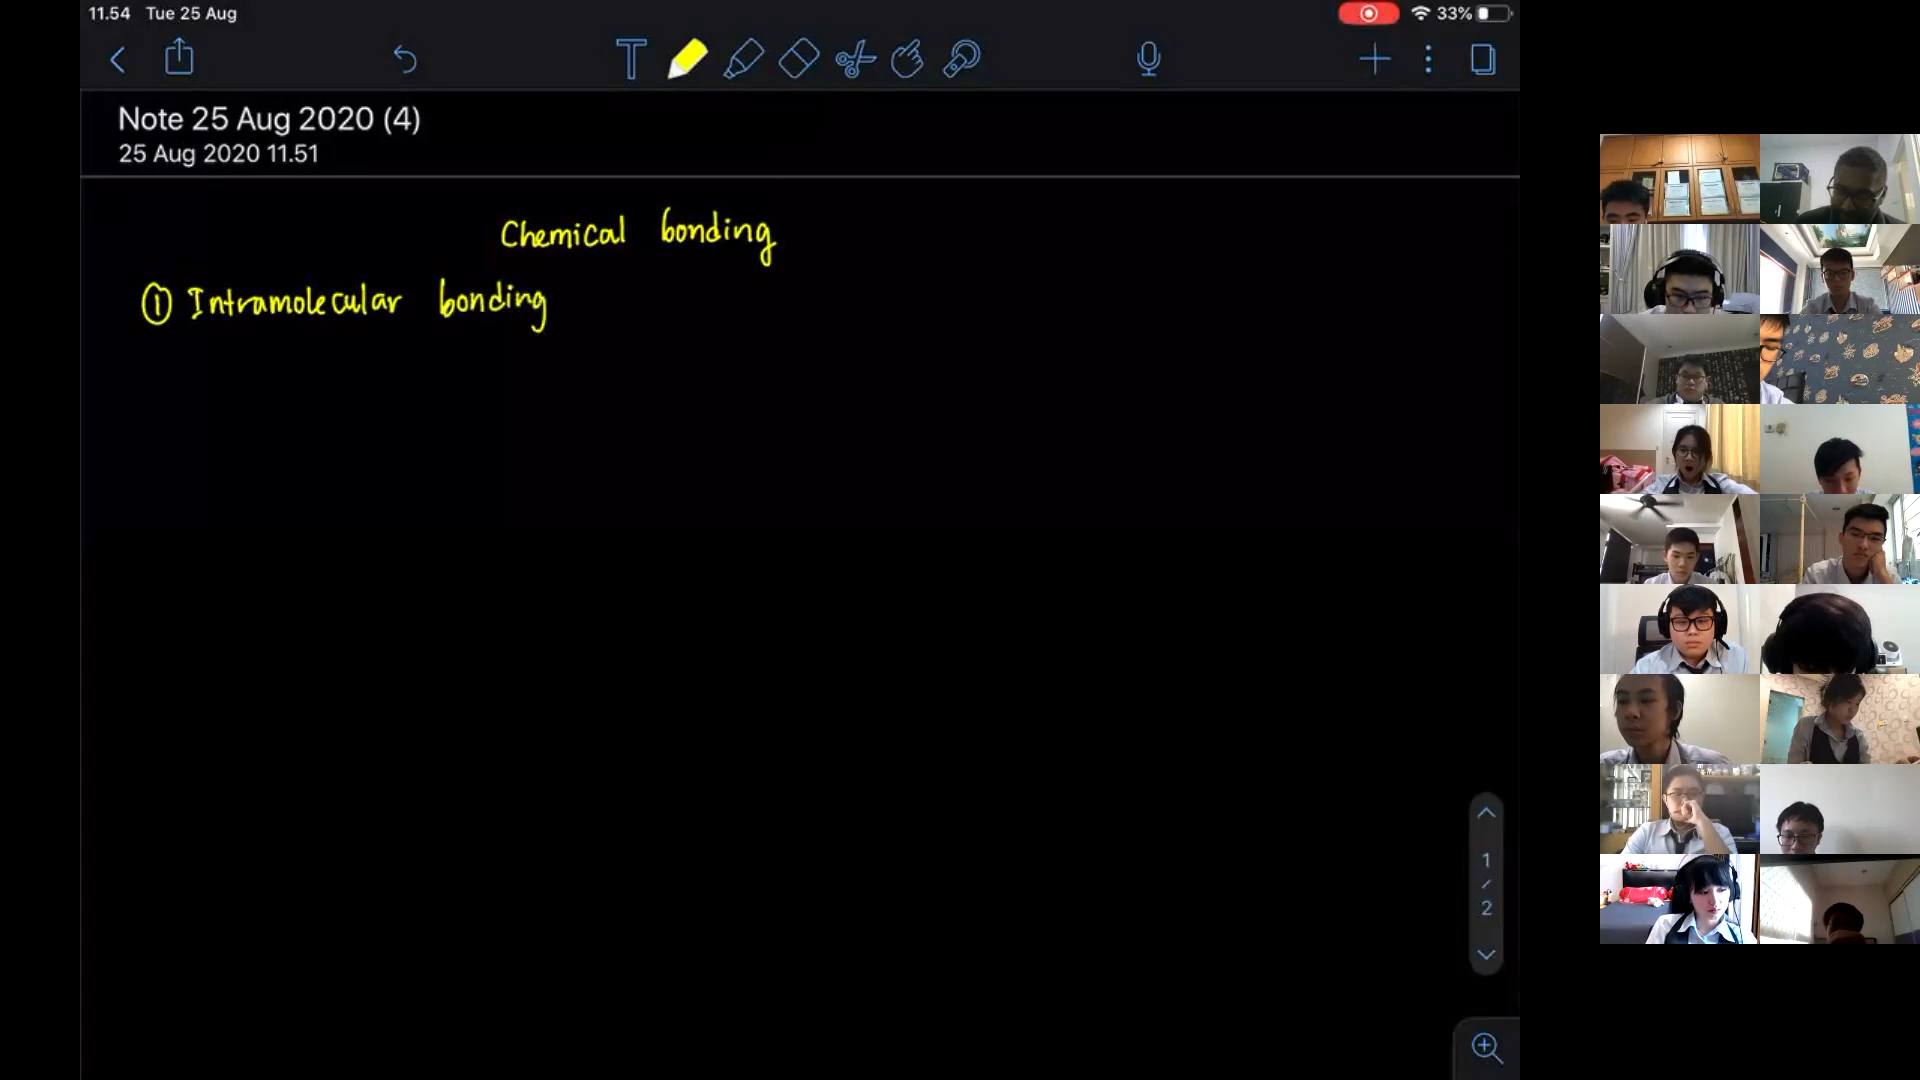 11.54 Tue 25 Aug 33%
T
Note 25 Aug 2020 (4)
25 Aug 2020 11.51
Chemical bonding
① Intramolecular bonding
1
/
2